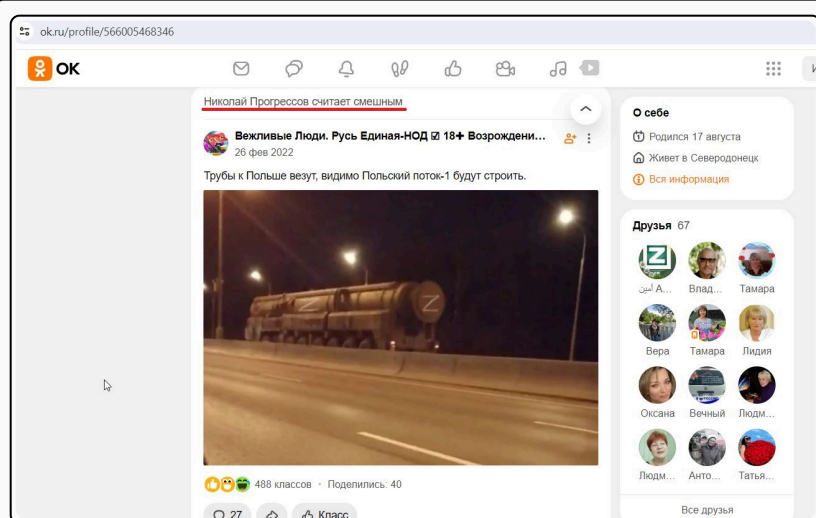 ok.ru/profile/566005468346
ОК
Николай Прогрессов считает смешным
Вежливые Люди. Русь Единая-НОД ☑ 18+ Возрождени...
26 фев 2022
Трубы к Польше везут, видимо Польский поток-1 будут строить.
Z
Z
488 классов · Поделились: 40
27
Класс
О себе
Родился 17 августа
Живет в Северодонецк
Вся информация
Друзья 67
Z
أمين А... Влад... Тамара
Вера Тамара Лидия
Оксана Вечный Людм...
Людм... Анто... Татья...
Все друзья